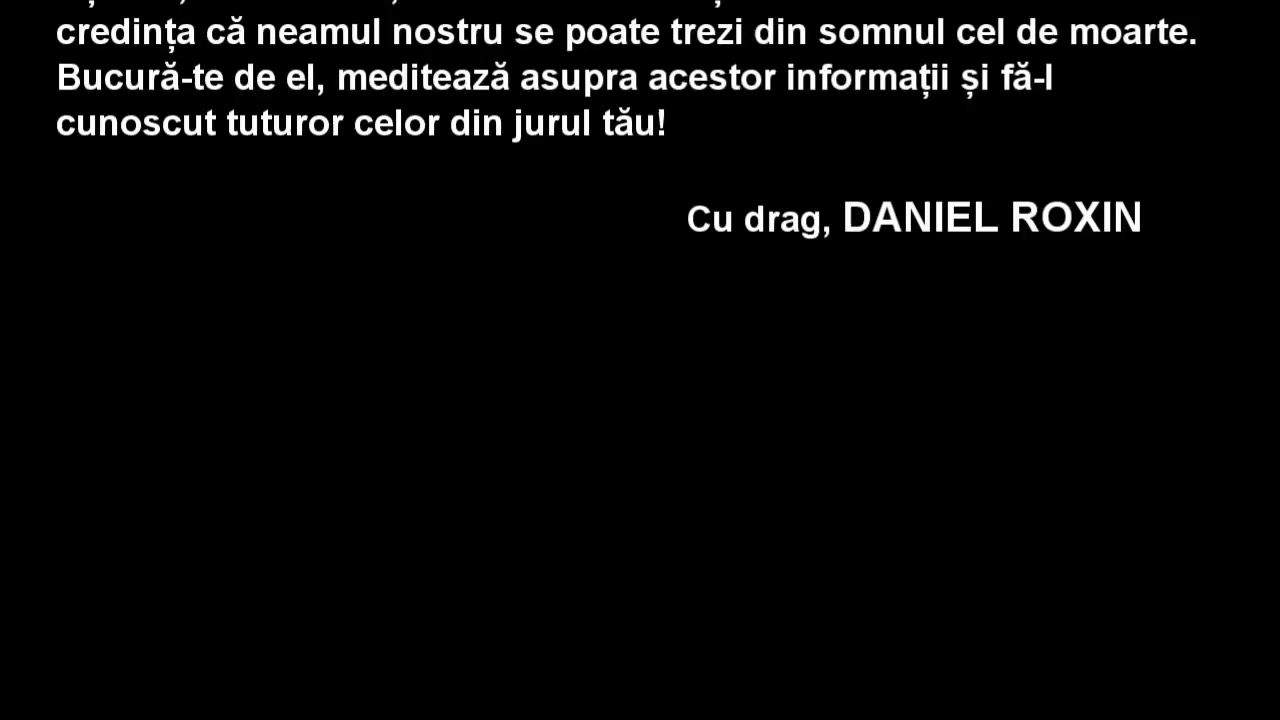 credința că neamul nostru se poate trezi din somnul cel de moarte.
Bucură-te de el, meditează asupra acestor informații și fă-l
cunoscut tuturor celor din jurul tău!
Cu drag, DANIEL ROXIN